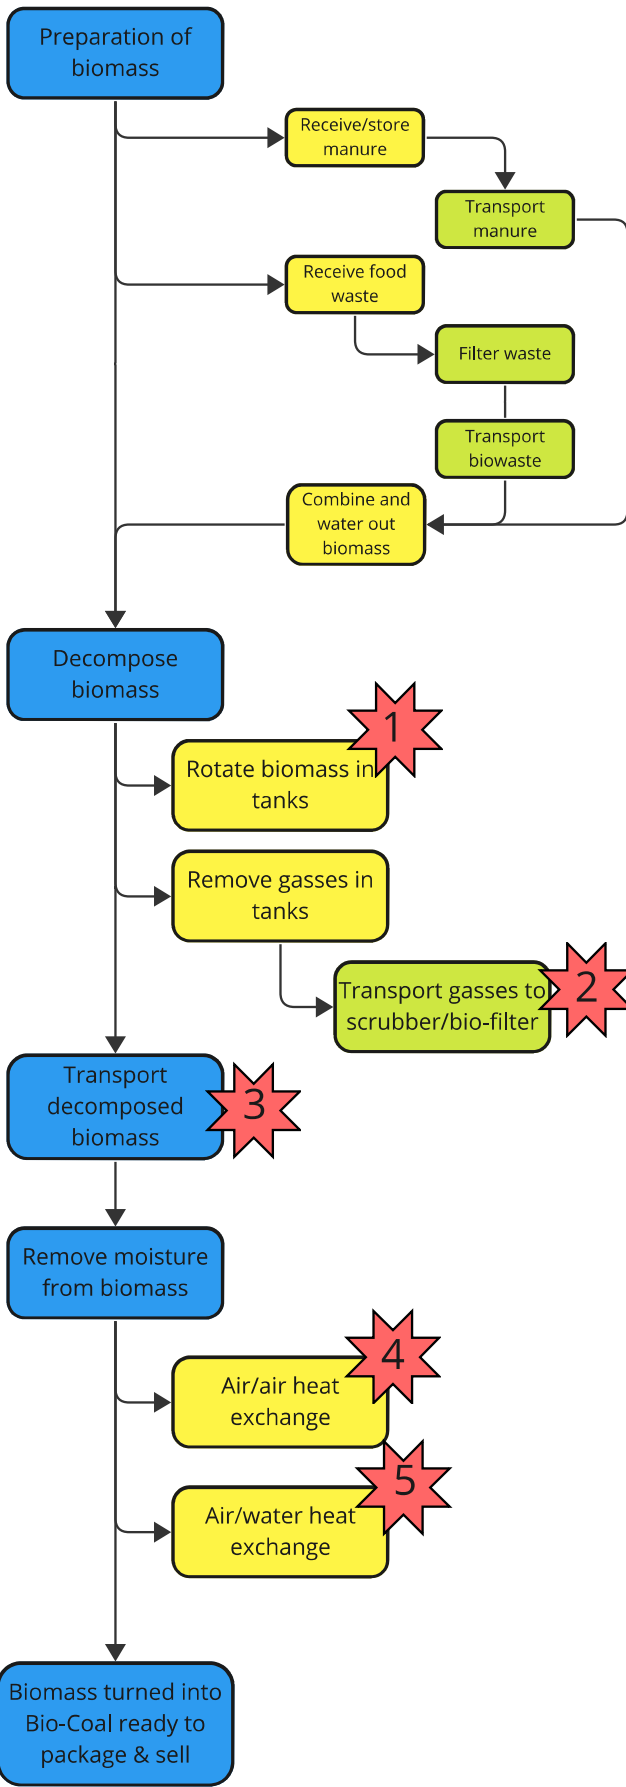 Preparation of
biomass
Receive/store
manure
Transport
manure
Receive food
waste
Filter waste
Transport
biowaste
Combine and
water out
biomass
Decompose
biomass
1
Rotate biomass in
tanks
Remove gasses in
tanks
2
Transport gasses to
scrubber/bio-filter
3
Transport
decomposed
biomass
Remove moisture
from biomass
4
Air/air heat
exchange
5
Air/water heat
exchange
Biomass turned into
Bio-Coal ready to
package & sell